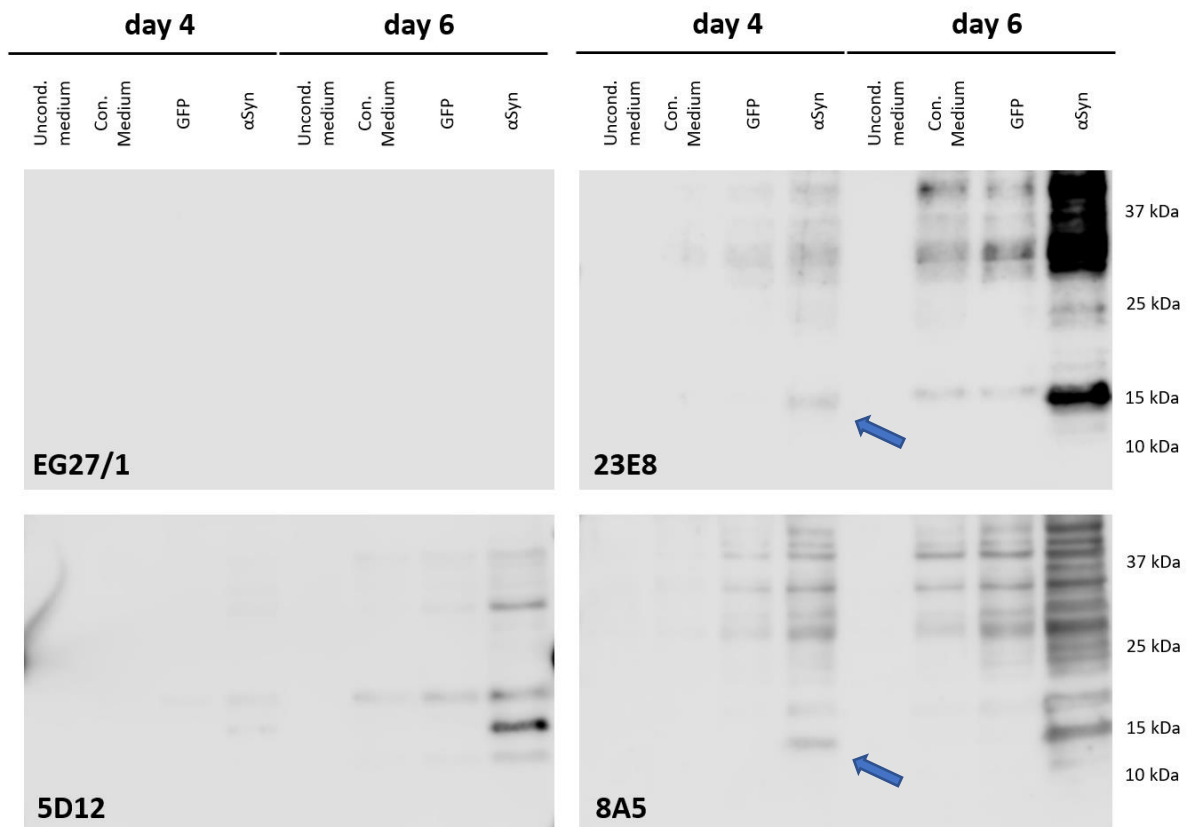 day 4
day 6
day 4
day 6
Uncond.
medium
Con.
Medium
GFP
αSyn
Uncond.
medium
Con.
Medium
GFP
αSyn
Uncond.
medium
Con.
Medium
GFP
αSyn
Uncond.
medium
Con.
Medium
GFP
αSyn
37 kDa
25 kDa
15 kDa
10 kDa
EG27/1
23E8
37 kDa
25 kDa
15 kDa
10 kDa
5D12
8A5